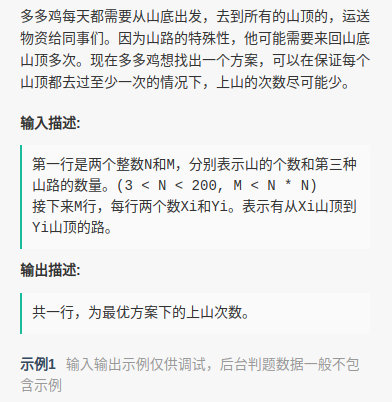 多多鸡每天都需要从山底出发，去到所有的山顶的，运送
物资给同事们。因为山路的特殊性，他可能需要来回山底
山顶多次。现在多多鸡想找出一个方案，可以在保证每个
山顶都去过至少一次的情况下，上山的次数尽可能少。
输入描述:
第一行是两个整数N和M，分别表示山的个数和第三种
山路的数量。(3 < N < 200, M < N * N)
接下来M行，每行两个数Xi和Yi。表示有从Xi山顶到
Yi山顶的路。
输出描述:
共一行，为最优方案下的上山次数。
示例1 输入输出示例仅供调试，后台判题数据一般不包
含示例